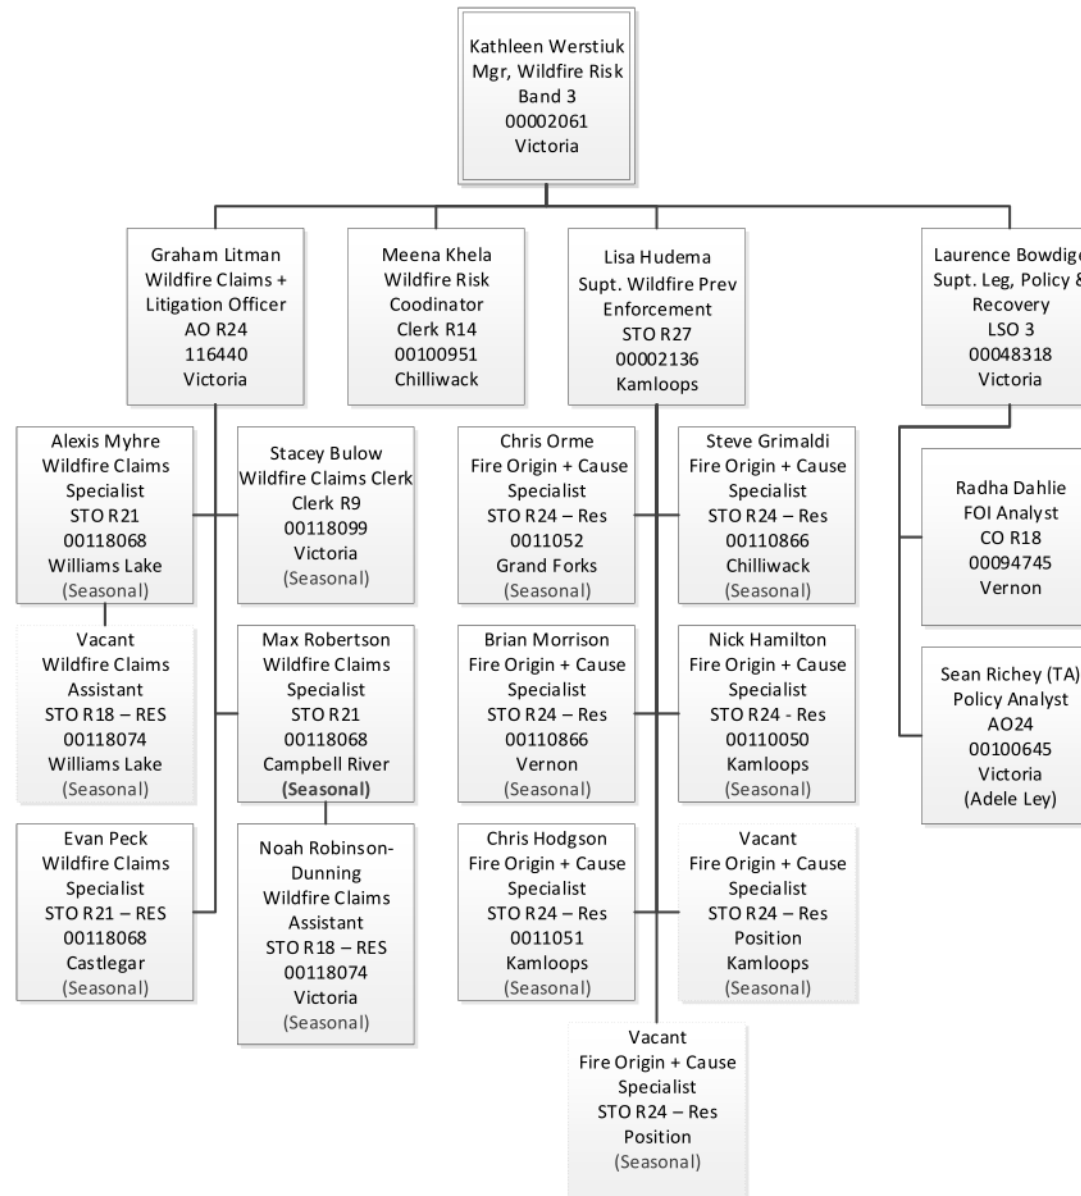 Kathleen Werstiuk
Mgr, Wildfire Risk
Band 3
00002061
Victoria
Graham Litman
Wildfire Claims +
Litigation Officer
AO R24
116440
Victoria
Meena Khela
Wildfire Risk
Coodinator
Clerk R14
00100951
Chilliwack
Lisa Hudema
Supt. Wildfire Prev
Enforcement
STO R27
00002136
Kamloops
Laurence Bowdige
Supt. Leg, Policy &
Recovery
LSO 3
00048318
Victoria
Alexis Myhre
Wildfire Claims
Specialist
STO R21
00118068
Williams Lake
(Seasonal)
Stacey Bulow
Wildfire Claims Clerk
Clerk R9
00118099
Victoria
(Seasonal)
Chris Orme
Fire Origin + Cause
Specialist
STO R24 – Res
0011052
Grand Forks
(Seasonal)
Steve Grimaldi
Fire Origin + Cause
Specialist
STO R24 – Res
00110866
Chilliwack
(Seasonal)
Radha Dahlie
FOI Analyst
CO R18
00094745
Vernon
Vacant
Wildfire Claims
Assistant
STO R18 – RES
00118074
Williams Lake
(Seasonal)
Max Robertson
Wildfire Claims
Specialist
STO R21
00118068
Campbell River
(Seasonal)
Brian Morrison
Fire Origin + Cause
Specialist
STO R24 – Res
00110866
Vernon
(Seasonal)
Nick Hamilton
Fire Origin + Cause
Specialist
STO R24 - Res
00110050
Kamloops
(Seasonal)
Sean Richey (TA)
Policy Analyst
AO24
00100645
Victoria
(Adele Ley)
Evan Peck
Wildfire Claims
Specialist
STO R21 – RES
00118068
Castlegar
(Seasonal)
Noah Robinson-
Dunning
Wildfire Claims
Assistant
STO R18 – RES
00118074
Victoria
(Seasonal)
Chris Hodgson
Fire Origin + Cause
Specialist
STO R24 – Res
0011051
Kamloops
(Seasonal)
Vacant
Fire Origin + Cause
Specialist
STO R24 – Res
Position
Kamloops
(Seasonal)
Vacant
Fire Origin + Cause
Specialist
STO R24 – Res
Position
(Seasonal)